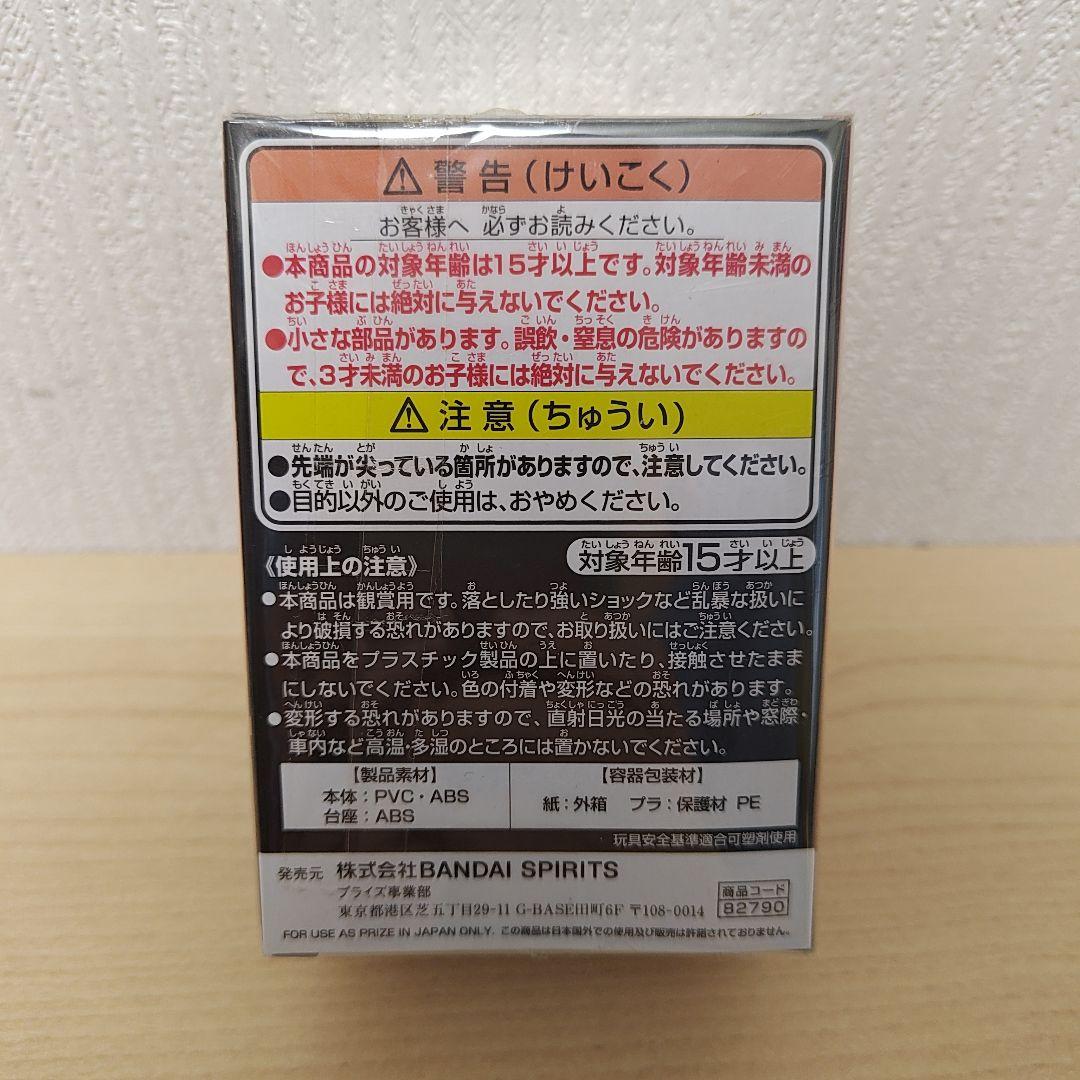 ⚠警告(けいこく)
お客様へ 必ずお読みください。
●本商品の対象年齢は15才以上です。対象年齢未満の
お子様には絶対に与えないでください。
●小さな部品があります。誤飲・窒息の危険がありますの
で、3才未満のお子様には絶対に与えないでください。
⚠注意(ちゅうい)
●先端が尖っている箇所がありますので、注意してください。
●目的以外のご使用は、おやめください。
《使用上の注意》
対象年齢15才以上
●本商品は観賞用です。落としたり強いショックなど乱暴な扱いに
より破損する恐れがありますので、お取り扱いにはご注意ください。
●本商品をプラスチック製品の上に置いたり、接触させたまま
にしないでください。色の付着や変形などの恐れがあります。
●変形する恐れがありますので、直射日光の当たる場所や窓際・
車内など高温・多湿のところには置かないでください。
【製品素材】
本体:PVC・ABS
台座:ABS
【容器包装材】
紙:外箱 プラ:保護材 PE
玩具安全基準適合可塑剤使用
発売元 株式会社BANDAI SPIRITS
プライズ事業部
東京都港区芝五丁目29-11 G-BASE田町6F 〒108-0014
商品コード
82790
FOR USE AS PRIZE IN JAPAN ONLY. この商品は日本国外での使用及び販売は許諾されておりません。